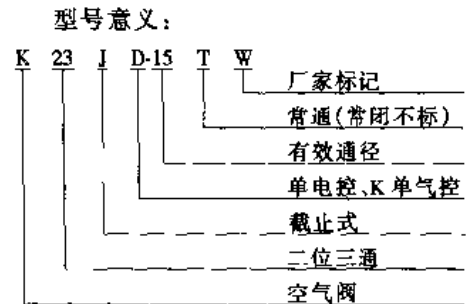 型号意义：
K 23 J D-15 T W
厂家标记
常通(常闭不标)
有效通径
单电控、K 单气控
截止式
二位三通
空气阀